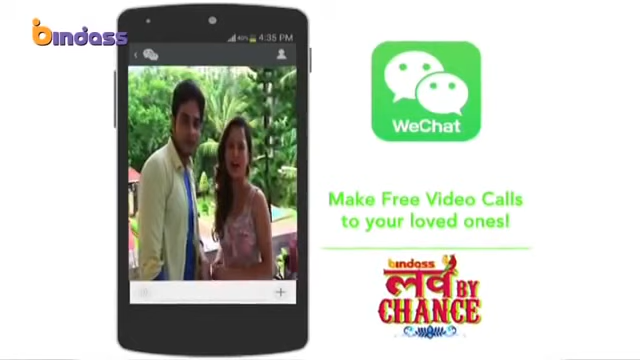 bindass
4:35 PM
WeChat
Make Free Video Calls
to your loved ones!
bindass
लव BY
CHANCE